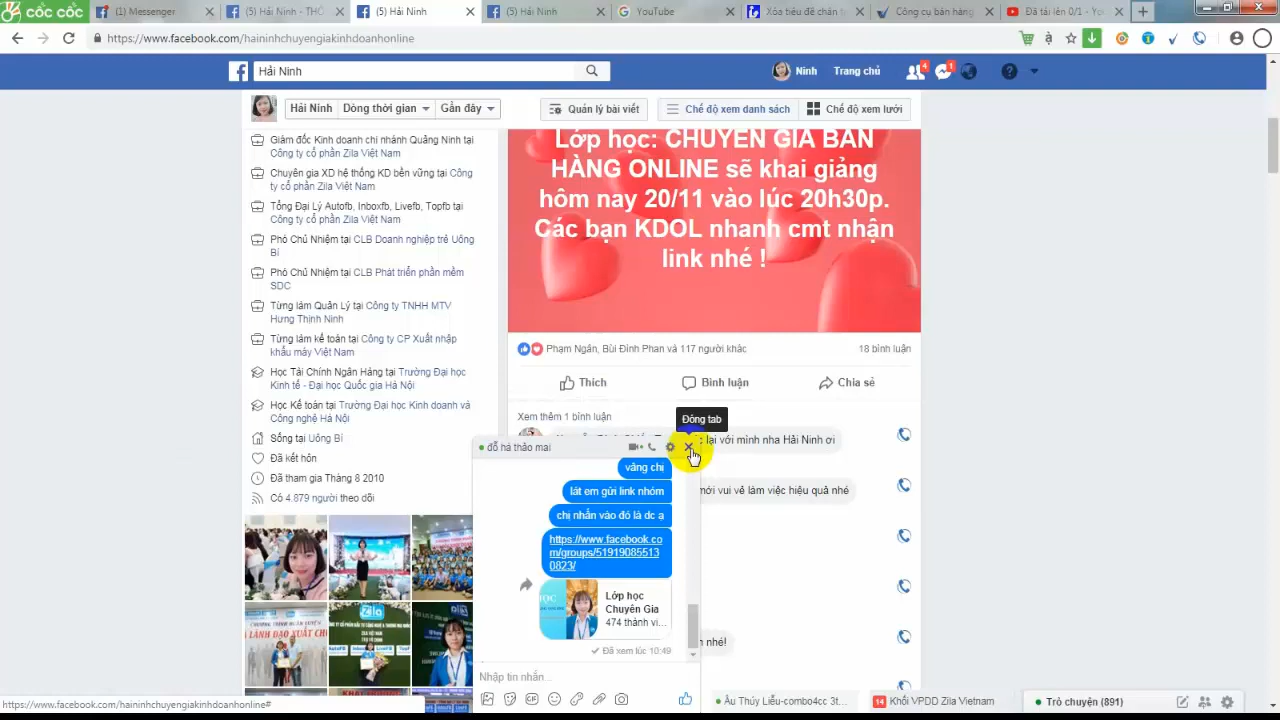 cốc cốc
(1) Messenger
(5) Hải Ninh - THÔ
(5) Hải Ninh
(5) Hải Ninh
YouTube
Xóa tiêu đề chân t
Công cụ bán hàng
Đã tải lên 0/1 - Yo
https://www.facebook.com/haininhchuyengiakinhdoanhonline
Hải Ninh
Ninh
Trang chủ
4
1
Hải Ninh
Dòng thời gian
Gần đây
Quản lý bài viết
Chế độ xem danh sách
Chế độ xem lưới
Giám đốc Kinh doanh chi nhánh Quảng Ninh tại
Công ty cổ phần Zila Việt Nam
Chuyên gia XD hệ thống KD bền vững tại Công
ty cổ phần Zila Việt Nam
Tổng Đại Lý Autofb, Inboxfb, Livefb, Topfb tại
Công ty cổ phần Zila Việt Nam
Phó Chủ Nhiệm tại CLB Doanh nghiệp trẻ Uông
Bí
Phó Chủ Nhiệm tại CLB Phát triển phần mềm
SDC
Từng làm Quản Lý tại Công ty TNHH MTV
Hưng Thịnh Ninh
Từng làm kế toán tại Công ty CP Xuất nhập
khẩu máy Việt Nam
Học Tài Chính Ngân Hàng tại Trường Đại học
Kinh tế - Đại học Quốc gia Hà Nội
Học Kế toán tại Trường Đại học Kinh doanh và
Công nghệ Hà Nội
Sống tại Uông Bí
Đã kết hôn
Đã tham gia Tháng 8 2010
Có 4.879 người theo dõi
Lớp học: CHUYÊN GIA BÁN
HÀNG ONLINE sẽ khai giảng
hôm nay 20/11 vào lúc 20h30p.
Các bạn KDOL nhanh cmt nhận
link nhé !
Phạm Ngân, Bùi Đình Phan và 117 người khác
18 bình luận
Thích
Bình luận
Chia sẻ
Xem thêm 1 bình luận
Đóng tab
lại với mình nha Hải Ninh ơi
mới vui vẻ làm việc hiệu quả nhé
nhé!
đỗ hà thảo mai
vâng chị
lát em gửi link nhóm
chị nhấn vào đó là dc ạ
https://www.facebook.co
m/groups/51919085513
0823/
Lớp học
Chuyên Gia
474 thành vi...
Đã xem lúc 10:49
Nhập tin nhắn...
https://www.facebook.com/haininhchuyengiakinhdoanhonline#
Âu Thúy Liễu-combo4cc 3t...
14 Khối VPDD Zila Vietnam
Trò chuyện (891)